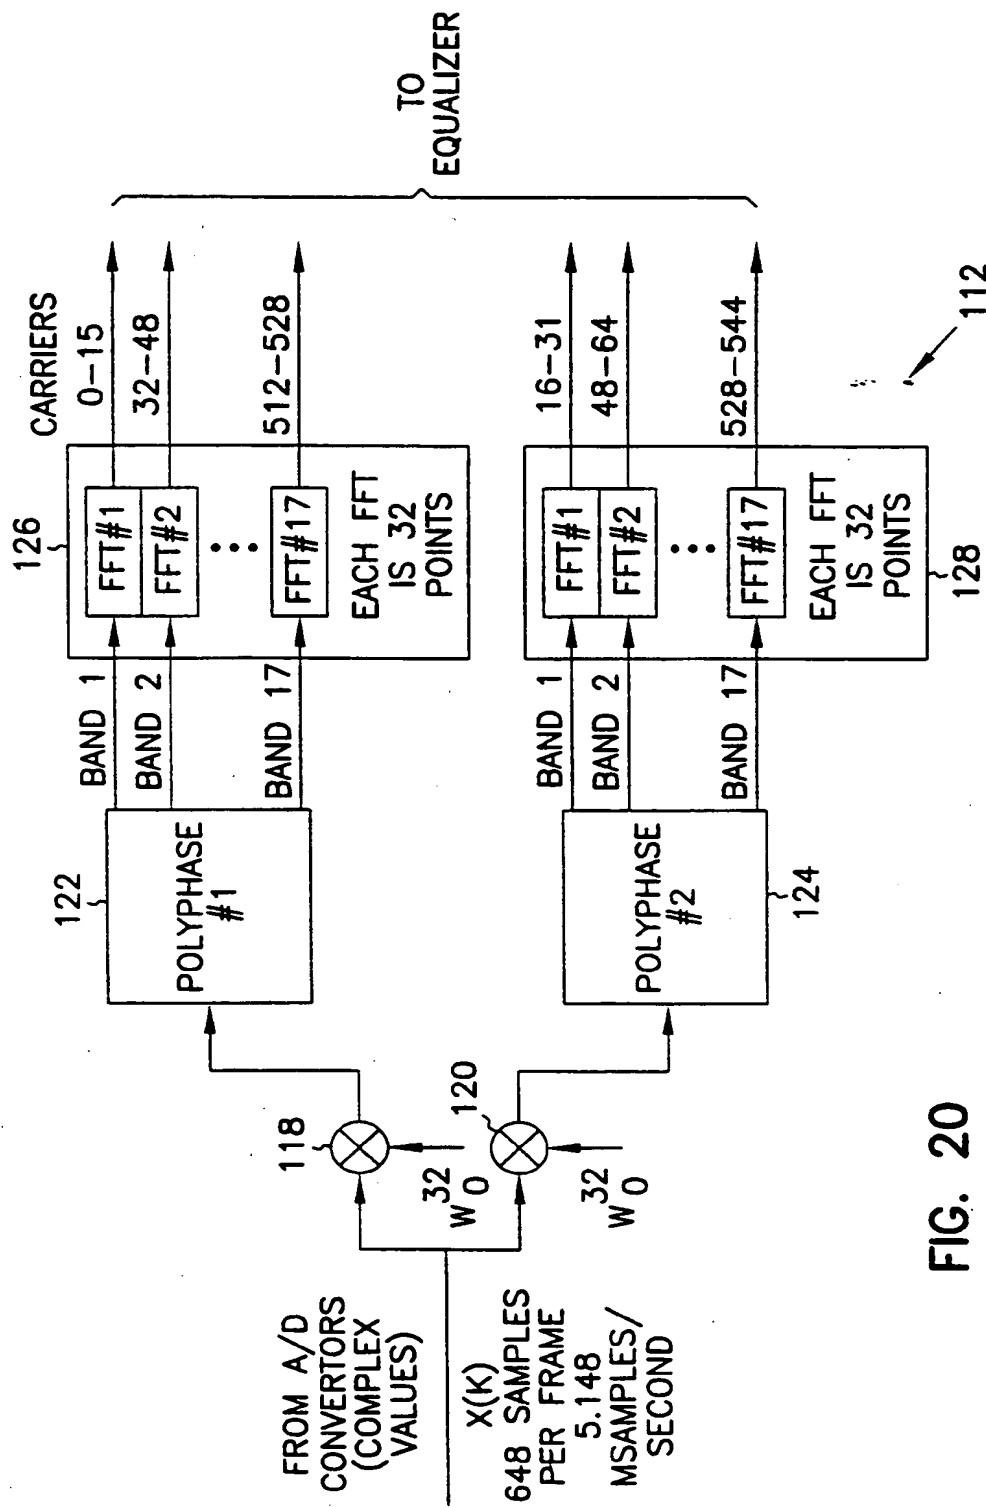 FROM A/D
CONVERTORS
(COMPLEX
VALUES)
X(K)
648 SAMPLES
PER FRAME
5.148
MSAMPLES/
SECOND
118
W 32 0
120
W 32 0
122
POLYPHASE
#1
BAND 1
BAND 2
BAND 17
126
FFT#1
FFT#2
FFT#17
EACH FFT
IS 32
POINTS
CARRIERS
0-15
32-48
512-528
124
POLYPHASE
#2
BAND 1
BAND 2
BAND 17
128
FFT#1
FFT#2
FFT#17
EACH FFT
IS 32
POINTS
16-31
48-64
528-544
TO
EQUALIZER
112
FIG. 20